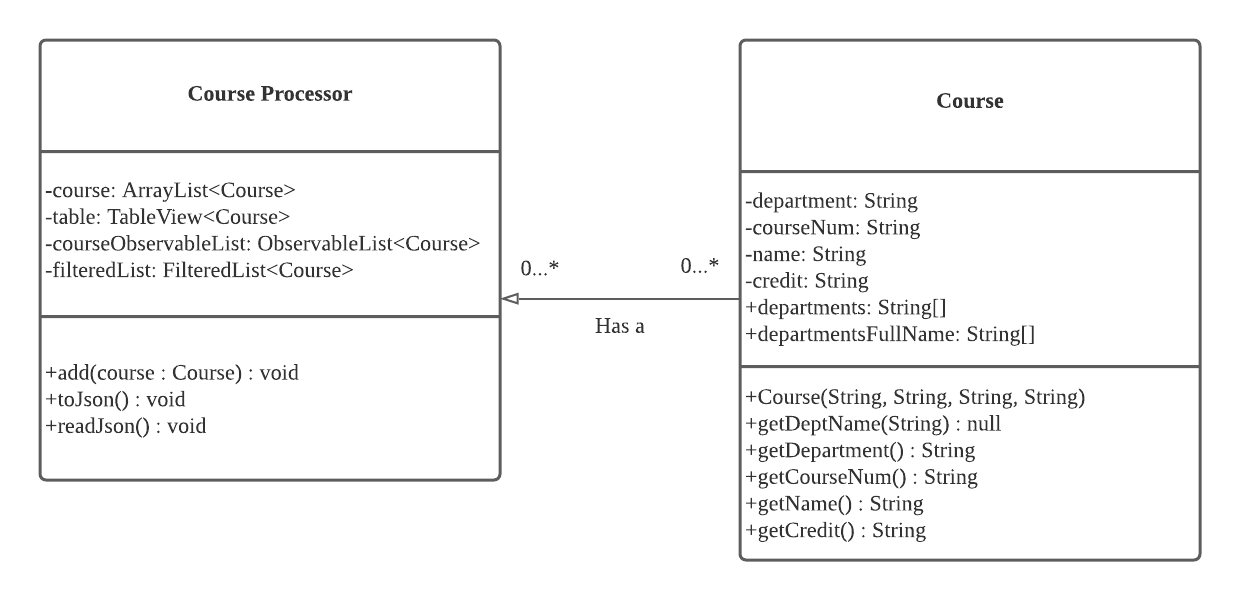 Course Processor
-course: ArrayList<Course>
-table: TableView<Course>
-courseObservableList: ObservableList<Course>
-filteredList: FilteredList<Course>
+add(course : Course) : void
+toJson() : void
+readJson() : void
0...*
0...*
Has a
Course
-department: String
-courseNum: String
-name: String
-credit: String
+departments: String[]
+departmentsFullName: String[]
+Course(String, String, String, String)
+getDeptName(String) : null
+getDepartment() : String
+getCourseNum() : String
+getName() : String
+getCredit() : String